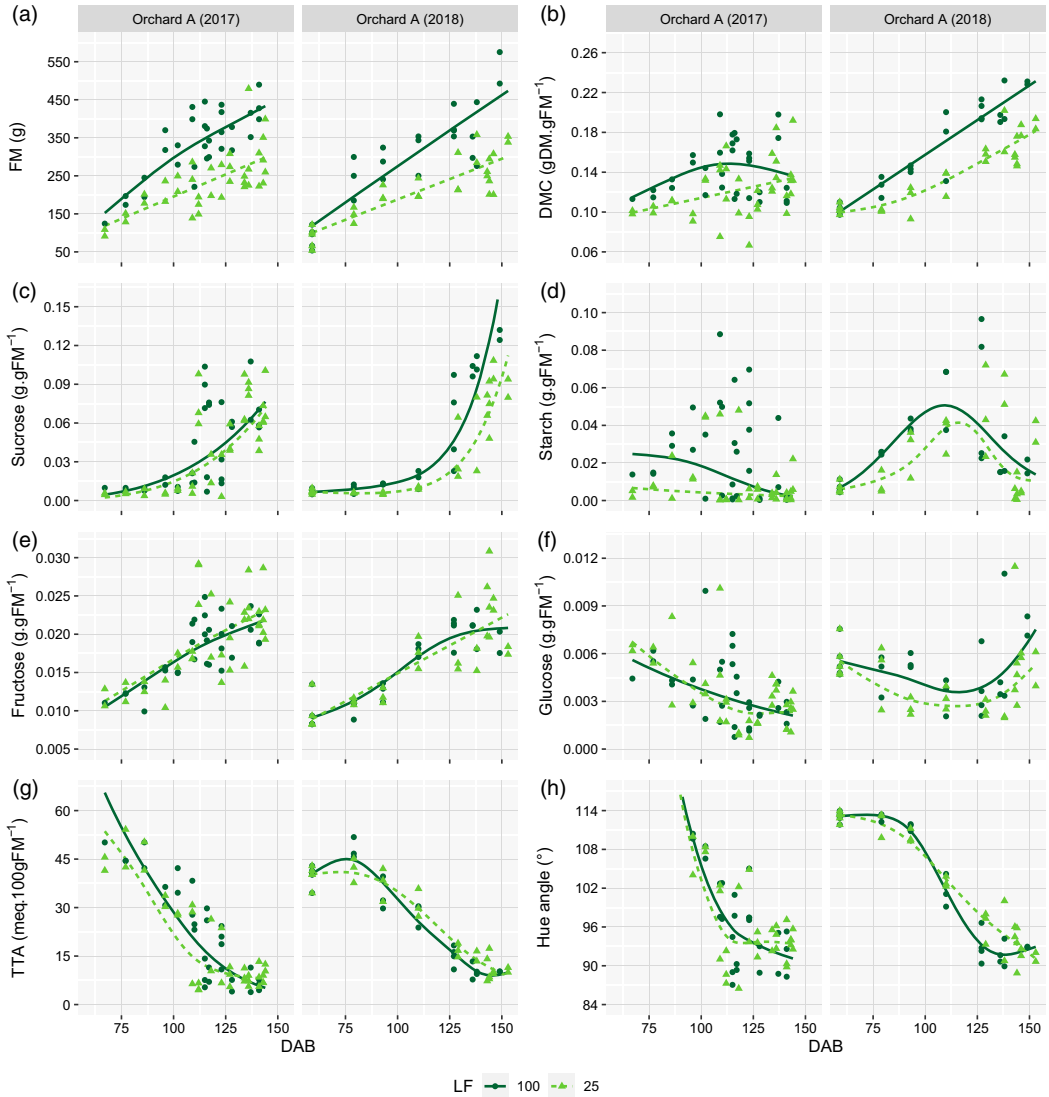 (a) Orchard A (2017) Orchard A (2018)
FM (g)
550
450
350
250
150
50
(b) Orchard A (2017) Orchard A (2018)
DMC (gDM.gFM⁻¹)
0.26
0.22
0.18
0.14
0.10
0.06
(c)
Sucrose (g.gFM⁻¹)
0.15
0.12
0.09
0.06
0.03
0.00
(d)
Starch (g.gFM⁻¹)
0.10
0.08
0.06
0.04
0.02
0.00
(e)
Fructose (g.gFM⁻¹)
0.030
0.025
0.020
0.015
0.010
0.005
(f)
Glucose (g.gFM⁻¹)
0.012
0.009
0.006
0.003
0.000
(g)
TTA (meq.100gFM⁻¹)
60
45
30
15
0
75 100 125 150 75 100 125 150
DAB
(h)
Hue angle (°)
114
108
102
96
90
84
75 100 125 150 75 100 125 150
DAB
LF 100 25